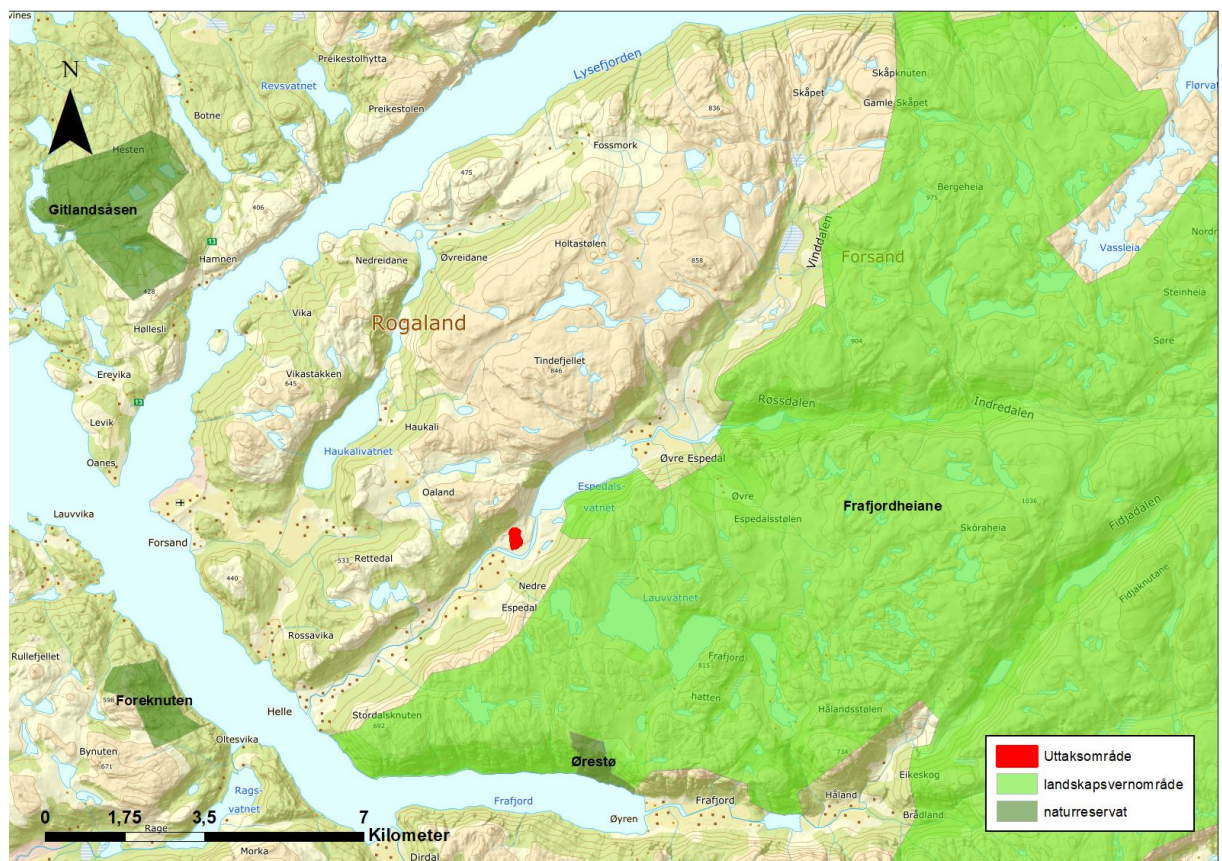 vines
Preikestolhytta
Lysefjorden
Revsvatnet
Skåpknuten
Skåpet
Flørvat
N
Botne
Preikestolen
836
Gamle Skåpet
Hesten
Fossmork
475
Bergeheia
975
Gitlandsåsen
406
13
Vinddalen
Nordr
Hamnen
Nedreidane
Øvreidane
Holtastølen
858
Forsand
Vassleia
428
Vika
Steinheia
Høllesli
Rogaland
904
Søre
Erevika
Vikastakken
645
Tindefjellet
846
13
Røssdalen
Indredalen
Levik
Haukali
Oanes
Haukalivatnet
Øvre Espedal
Oaland
Espedals-
vatnet
Øvre
Espedalsstølen
Frafjordheiane
1036
Fidjadalen
Lauvvika
Skòraheia
Forsand
Rettedal
533
440
Nedre
Espedal
Lauvvatnet
Fidjaknutane
Rossavika
Rullefjellet
815
Frafjord
hatten
Foreknuten
598
Helle
Stordalsknuten
692
Hålandsstølen
Oltesvika
Bynuten
671
Ørestø
734
Eikeskog
Rags-
vatnet
Frafjord
Frafjord
Håland
Øyren
Brådland
Rage
Morka
Dirdal
0 1,75 3,5 7
Kilometer
Uttaksområde
landskapsvernområde
naturreservat